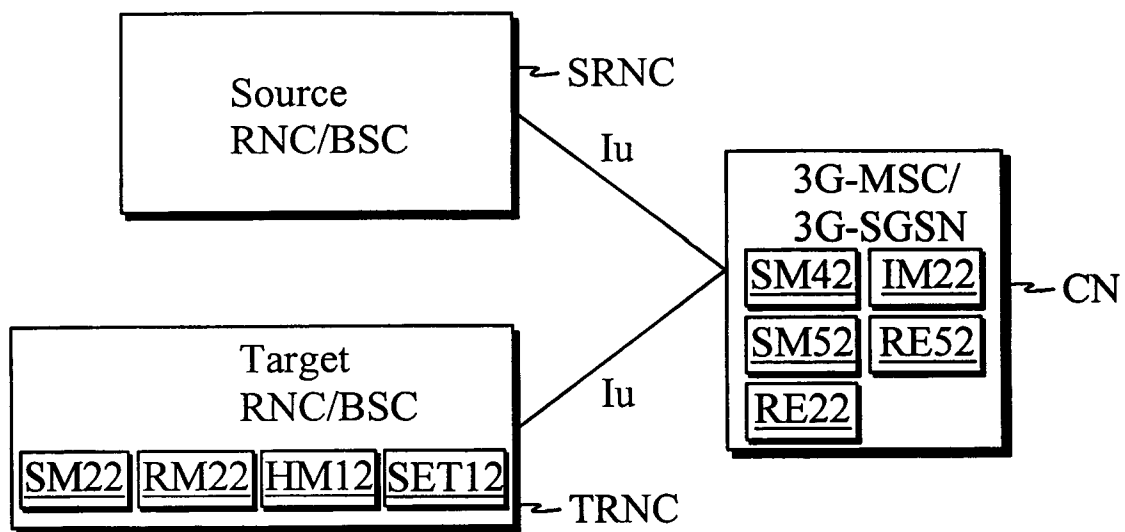 Source
RNC/BSC
SRNC
Iu
3G-MSC/
3G-SGSN
SM42 IM22
SM52 RE52
RE22
CN
Target
RNC/BSC
Iu
SM22 RM22 HM12 SET12
TRNC